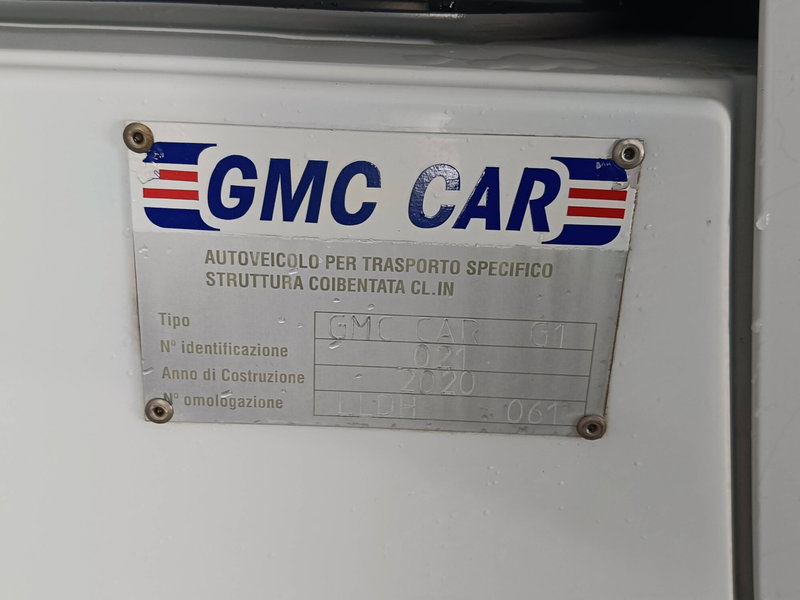 GMC CAR
AUTOVEICOLO PER TRASPORTO SPECIFICO
STRUTTURA COIBENTATA CL.IN
Tipo GMC CAR G1
N° identificazione 021
Anno di Costruzione 2020
N° omologazione LLDH 061